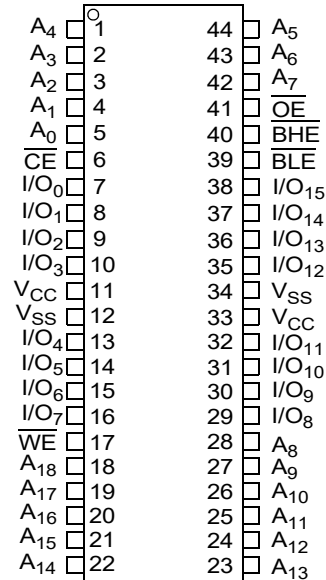 A4 1 44 A5
A3 2 43 A6
A2 3 42 A7
A1 4 41 OE
A0 5 40 BHE
CE 6 39 BLE
I/O0 7 38 I/O15
I/O1 8 37 I/O14
I/O2 9 36 I/O13
I/O3 10 35 I/O12
VCC 11 34 VSS
VSS 12 33 VCC
I/O4 13 32 I/O11
I/O5 14 31 I/O10
I/O6 15 30 I/O9
I/O7 16 29 I/O8
WE 17 28 A8
A18 18 27 A9
A17 19 26 A10
A16 20 25 A11
A15 21 24 A12
A14 22 23 A13